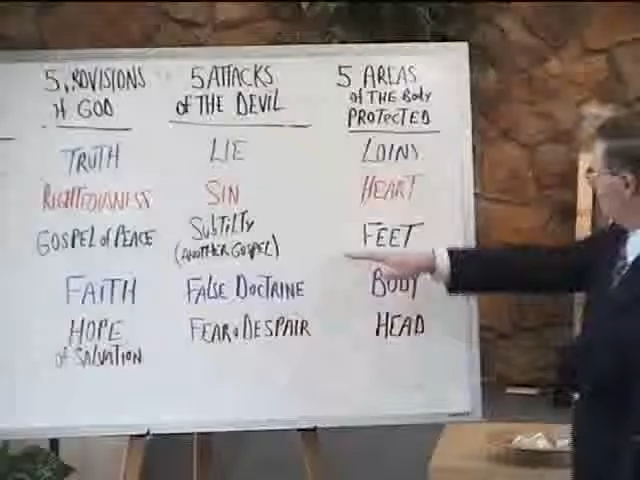 5 PROVISIONS of GOD
5 ATTACKS of THE DEVIL
5 AREAS of THE Body PROTECTED
TRUTH LIE LOINS
RIGHTEOUSNESS SIN HEART
GOSPEL of PEACE SubTILTY (ANOTHER GOSPEL) FEET
FAITH FALSE DOCTRINE BODY
HOPE of SALVATION FEAR & DESPAIR HEAD